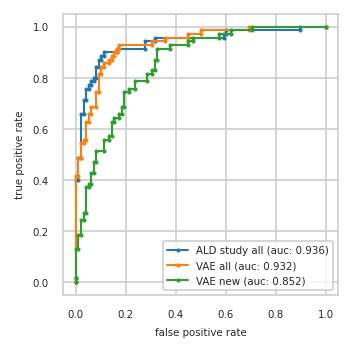 1.0
0.8
0.6
0.4
0.2
0.0
true positive rate
ALD study all (auc: 0.936)
VAE all (auc: 0.932)
VAE new (auc: 0.852)
0.0 0.2 0.4 0.6 0.8 1.0
false positive rate